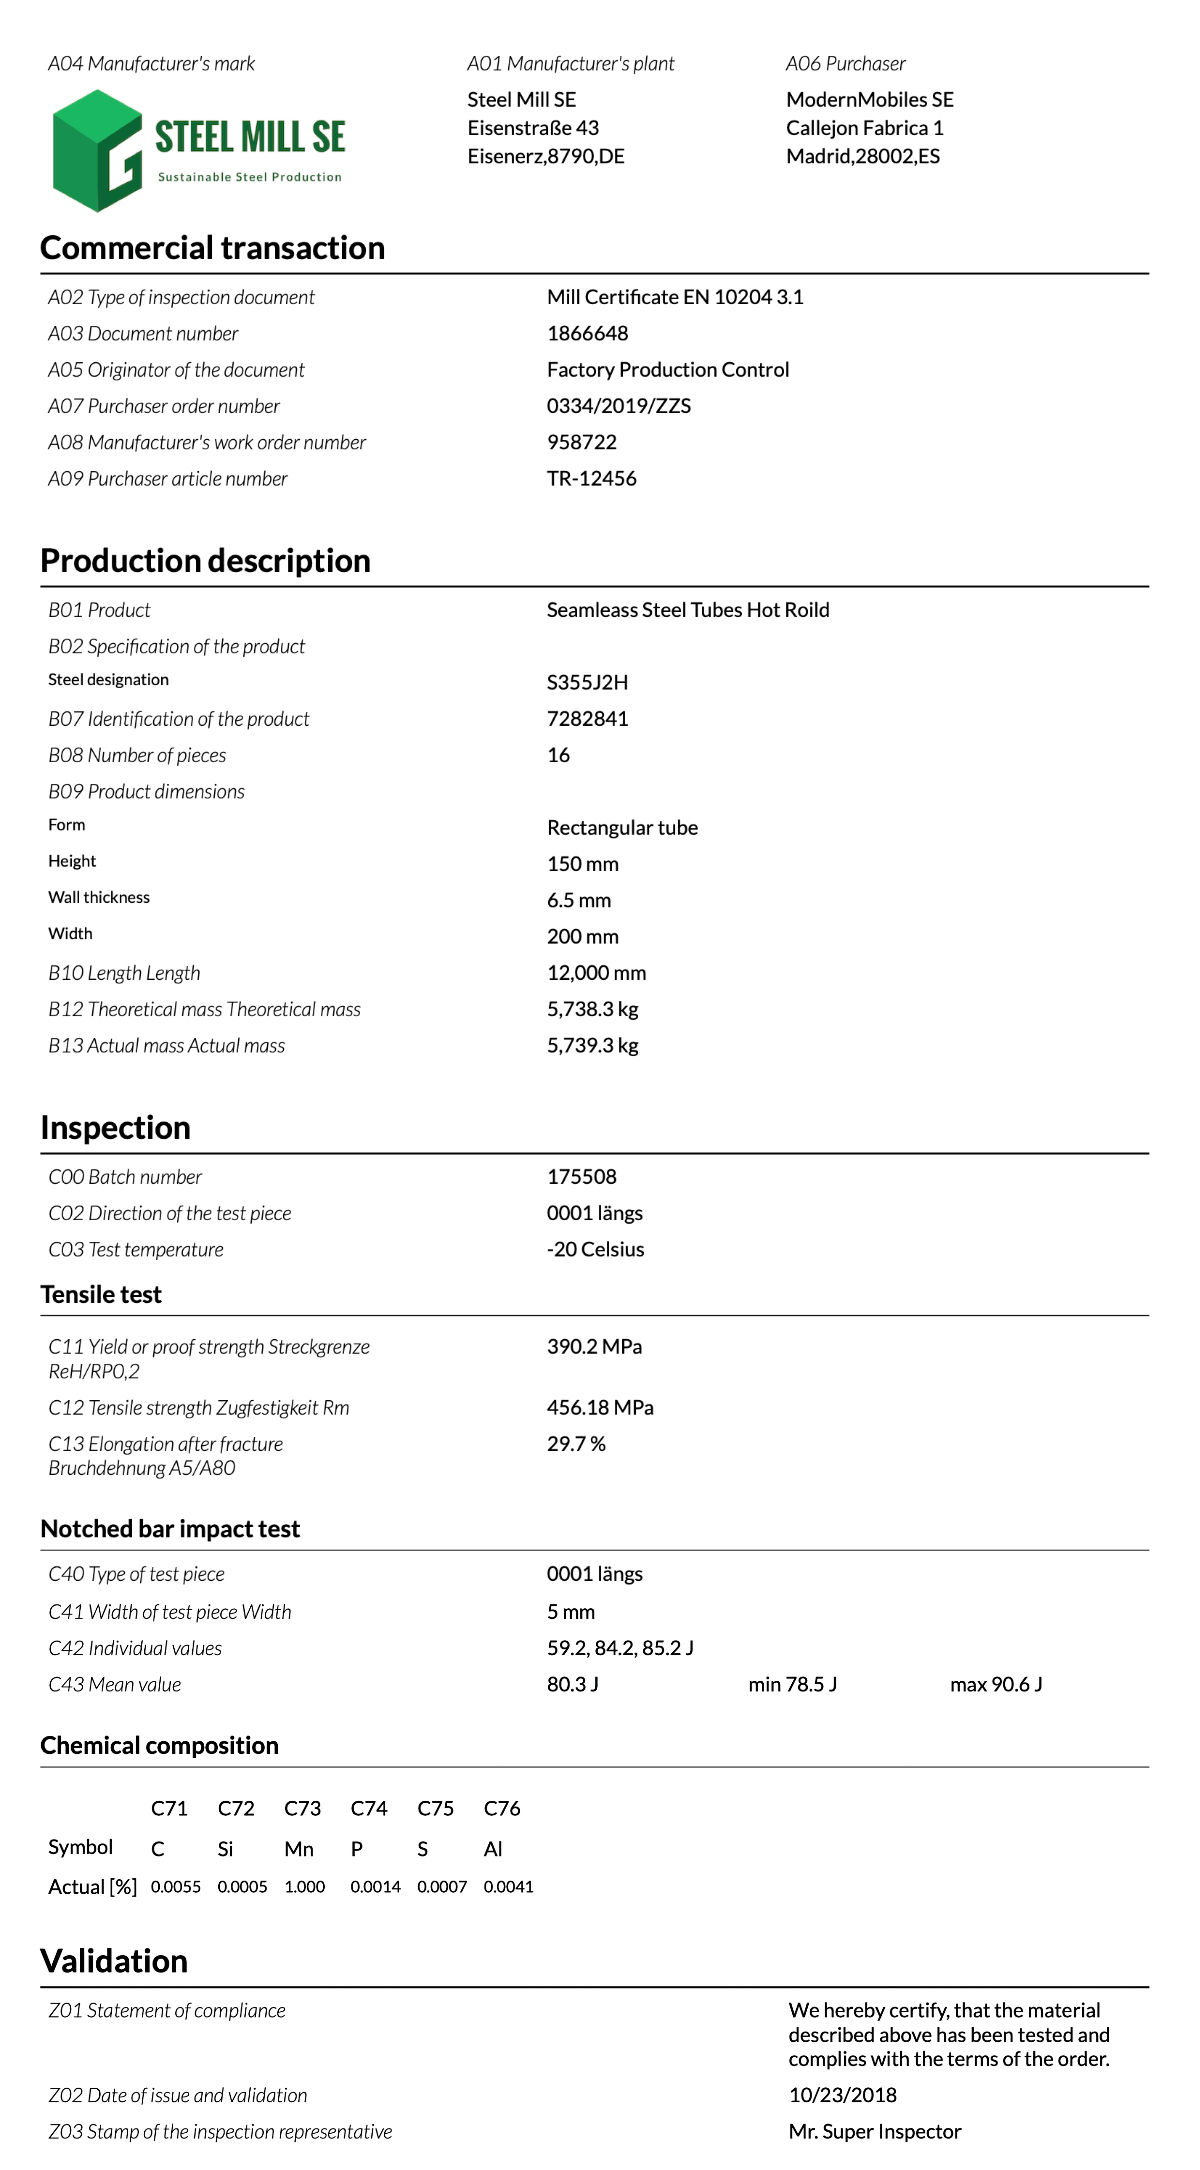 A04 Manufacturer's mark
A01 Manufacturer's plant
A06 Purchaser
STEEL MILL SE
Sustainable Steel Production
Steel Mill SE
Eisenstraße 43
Eisenerz,8790,DE
ModernMobiles SE
Callejon Fabrica 1
Madrid,28002,ES
Commercial transaction
A02 Type of inspection document Mill Certificate EN 10204 3.1
A03 Document number 1866648
A05 Originator of the document Factory Production Control
A07 Purchaser order number 0334/2019/ZZS
A08 Manufacturer's work order number 958722
A09 Purchaser article number TR-12456
Production description
B01 Product Seamleass Steel Tubes Hot Roild
B02 Specification of the product
Steel designation S355J2H
B07 Identification of the product 7282841
B08 Number of pieces 16
B09 Product dimensions
Form Rectangular tube
Height 150 mm
Wall thickness 6.5 mm
Width 200 mm
B10 Length Length 12,000 mm
B12 Theoretical mass Theoretical mass 5,738.3 kg
B13 Actual mass Actual mass 5,739.3 kg
Inspection
C00 Batch number 175508
C02 Direction of the test piece 0001 längs
C03 Test temperature -20 Celsius
Tensile test
C11 Yield or proof strength Streckgrenze 390.2 MPa
ReH/RP0,2
C12 Tensile strength Zugfestigkeit Rm 456.18 MPa
C13 Elongation after fracture 29.7 %
Bruchdehnung A5/A80
Notched bar impact test
C40 Type of test piece 0001 längs
C41 Width of test piece Width 5 mm
C42 Individual values 59.2, 84.2, 85.2 J
C43 Mean value 80.3 J min 78.5 J max 90.6 J
Chemical composition
C71 C72 C73 C74 C75 C76
Symbol C Si Mn P S Al
Actual [%] 0.0055 0.0005 1.000 0.0014 0.0007 0.0041
Validation
Z01 Statement of compliance We hereby certify, that the material
described above has been tested and
complies with the terms of the order.
Z02 Date of issue and validation 10/23/2018
Z03 Stamp of the inspection representative Mr. Super Inspector